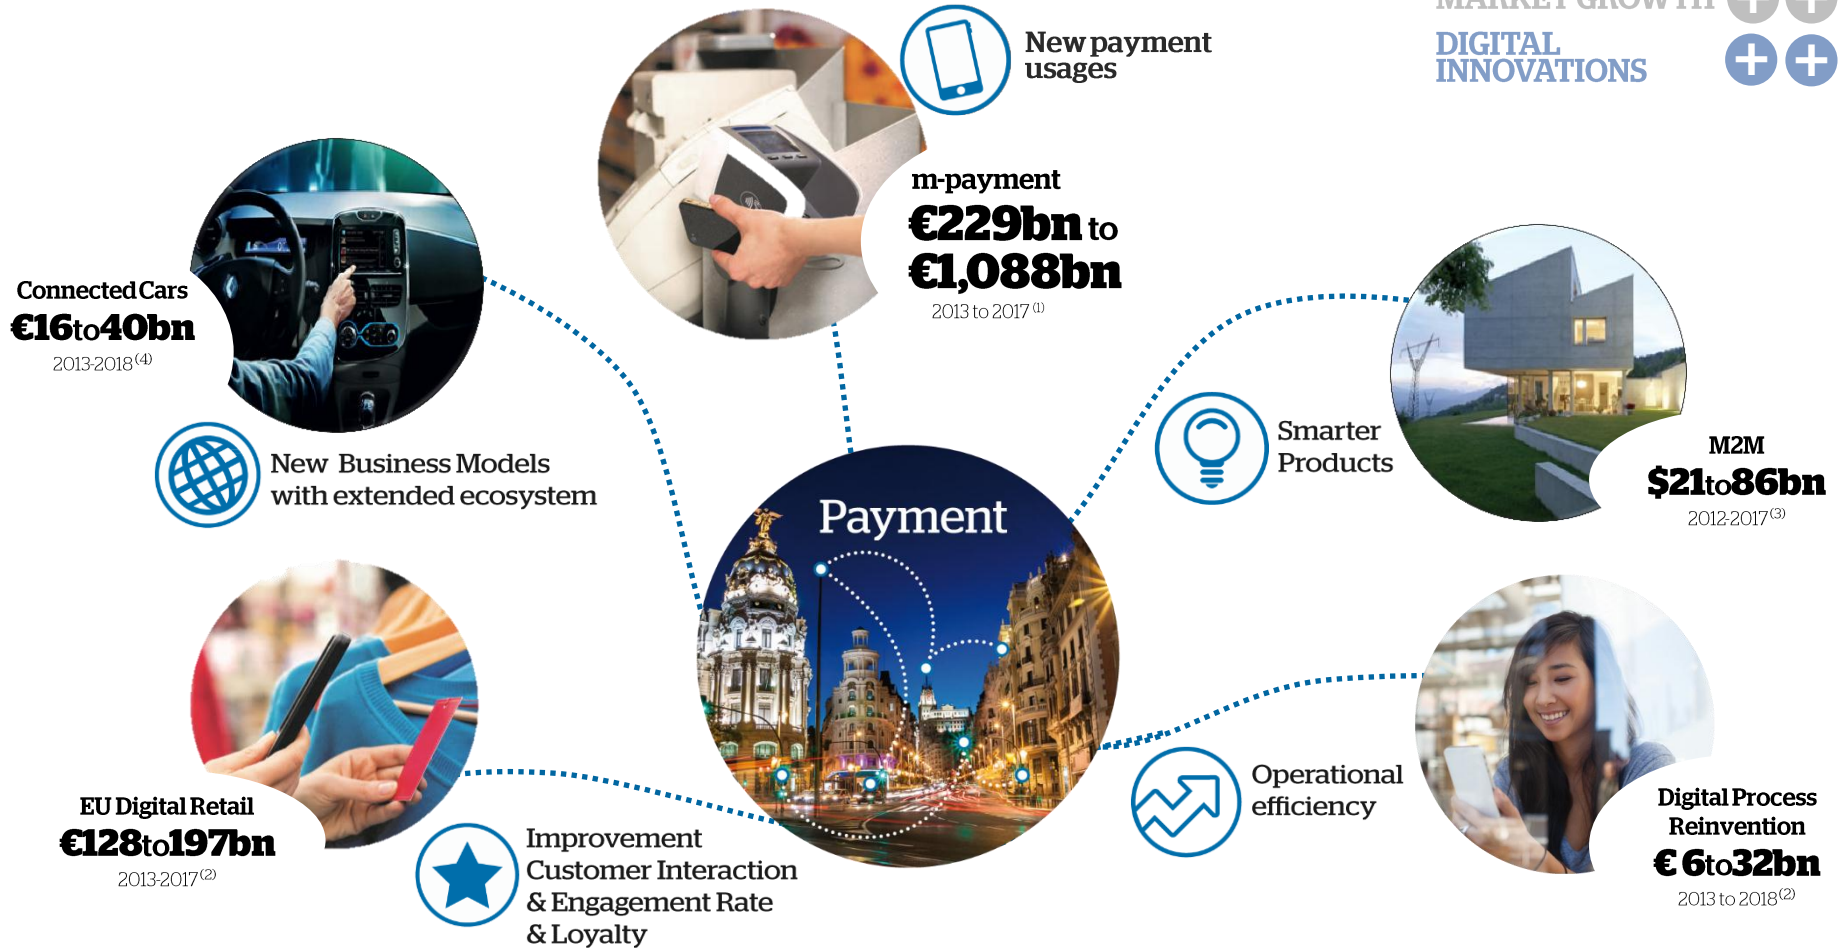 MARKET GROWTH
DIGITAL
INNOVATIONS
New payment
usages
m-payment
€229bn to
€1,088bn
2013 to 2017 (1)
Connected Cars
€16to40bn
2013-2018 (4)
New Business Models
with extended ecosystem
Smarter
Products
M2M
$21to86bn
2012-2017 (3)
Payment
EU Digital Retail
€128to197bn
2013-2017 (2)
Improvement
Customer Interaction
& Engagement Rate
& Loyalty
Operational
efficiency
Digital Process
Reinvention
€ 6to32bn
2013 to 2018 (2)